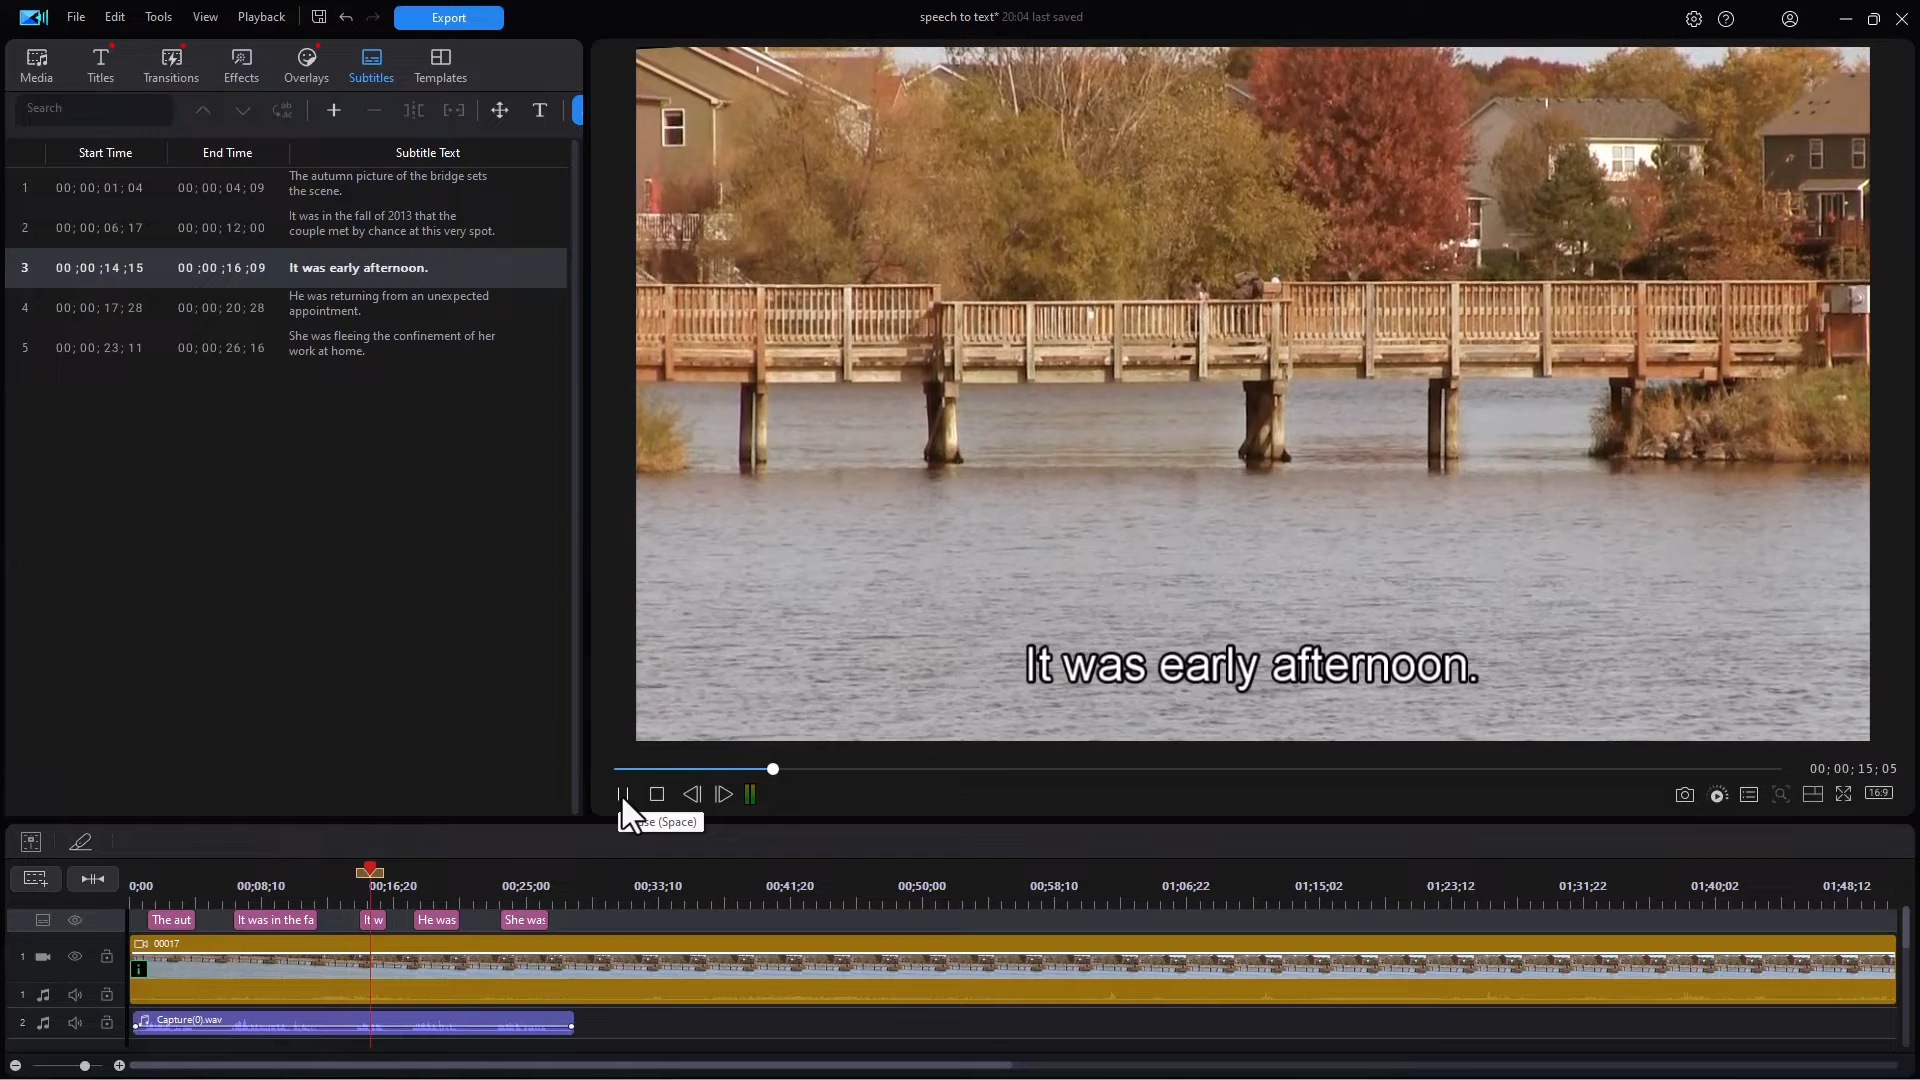 File Edit Tools View Playback Export
speech to text* 20:04 last saved
Media Titles Transitions Effects Overlays Subtitles Templates
Search
Start Time End Time Subtitle Text
1 00;00;01;04 00;00;04;09 The autumn picture of the bridge sets
the scene.
2 00;00;06;17 00;00;12;00 It was in the fall of 2013 that the
couple met by chance at this very spot.
3 00;00;14;15 00;00;16;09 It was early afternoon.
4 00;00;17;28 00;00;20;28 He was returning from an unexpected
appointment.
5 00;00;23;11 00;00;26;16 She was fleeing the confinement of her
work at home.
It was early afternoon.
00;00;15;05
(Space)
16:9
0;00 00;08;10 00;16;20 00;25;00 00;33;10 00;41;20 00;50;00 00;58;10 01;06;22 01;15;02 01;23;12 01;31;22 01;40;02 01;48;12
The aut It was in the fa It w He was She was
00017
1
1
2 Capture(0).wav